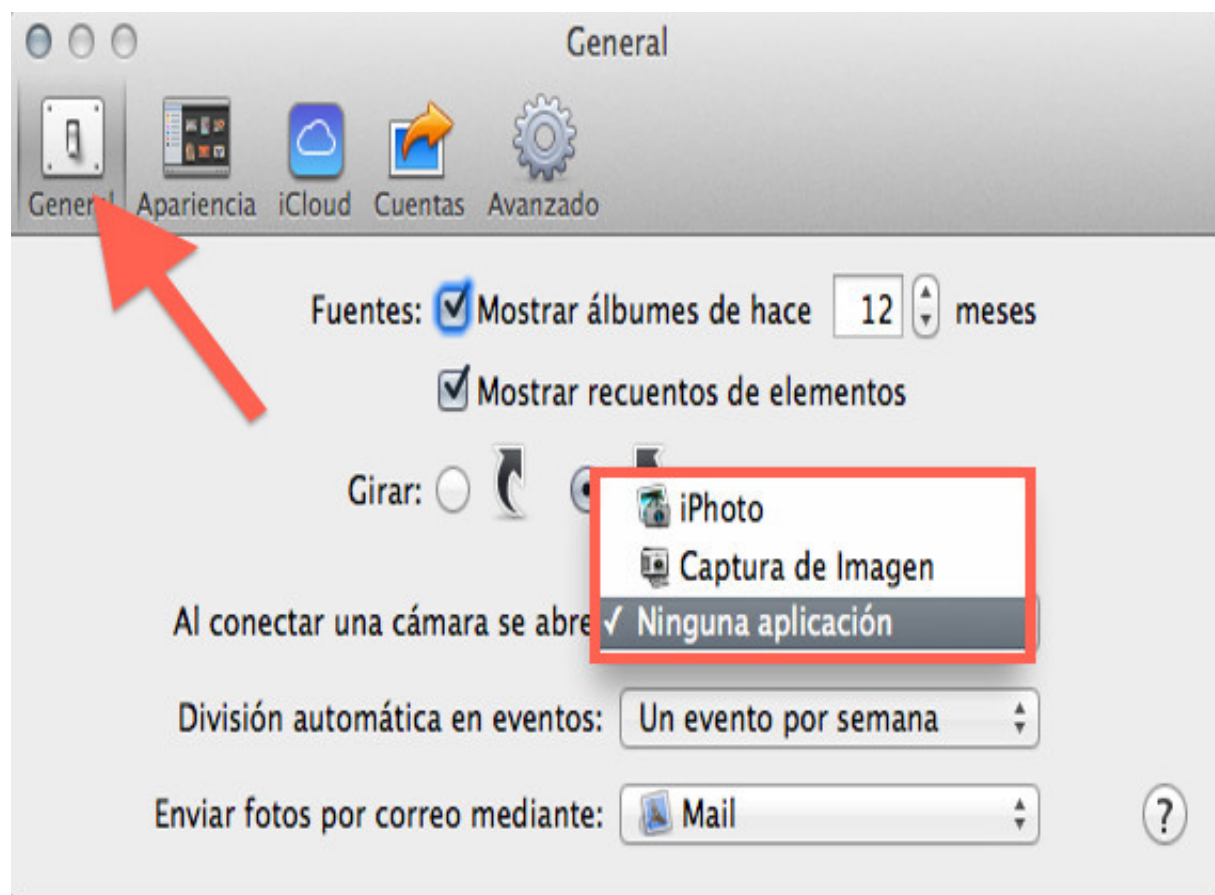 General
General Apariencia iCloud Cuentas Avanzado
Fuentes: Mostrar álbumes de hace 12 meses
Mostrar recuentos de elementos
Girar:
iPhoto
Captura de Imagen
Al conectar una cámara se abre ✓ Ninguna aplicación
División automática en eventos: Un evento por semana
Enviar fotos por correo mediante: Mail ?